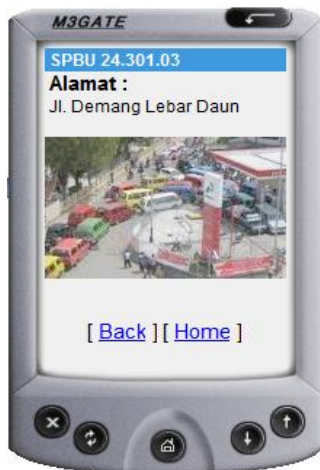 M3GATE
SPBU 24.301.03
Alamat :
Jl. Demang Lebar Daun
[ Back ] [ Home ]